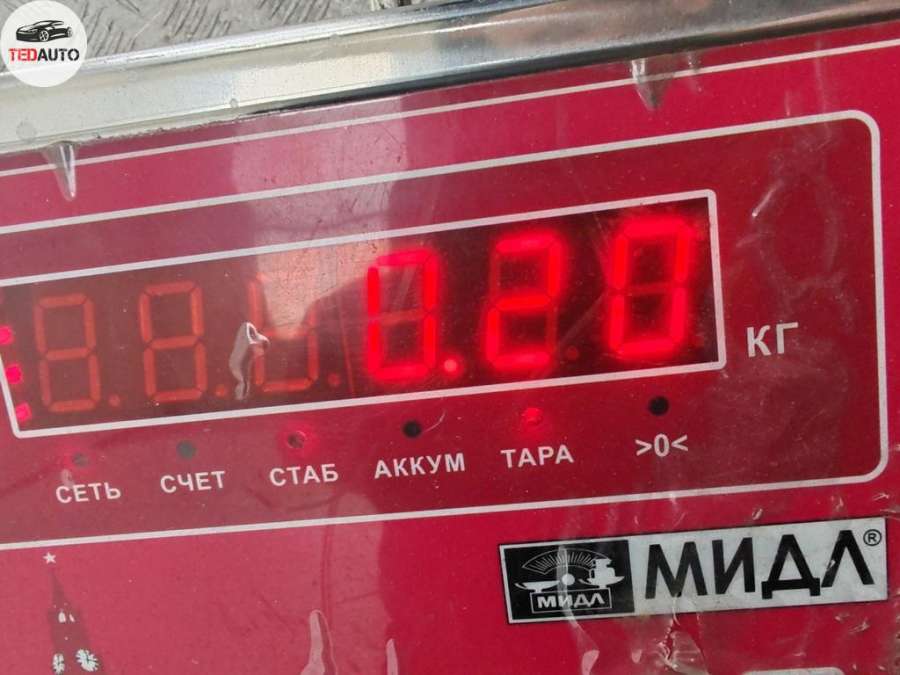 TEDAUTO
0.20
КГ
СЕТЬ СЧЕТ СТАБ АККУМ ТАРА >0<
МИДЛ МИДЛ®